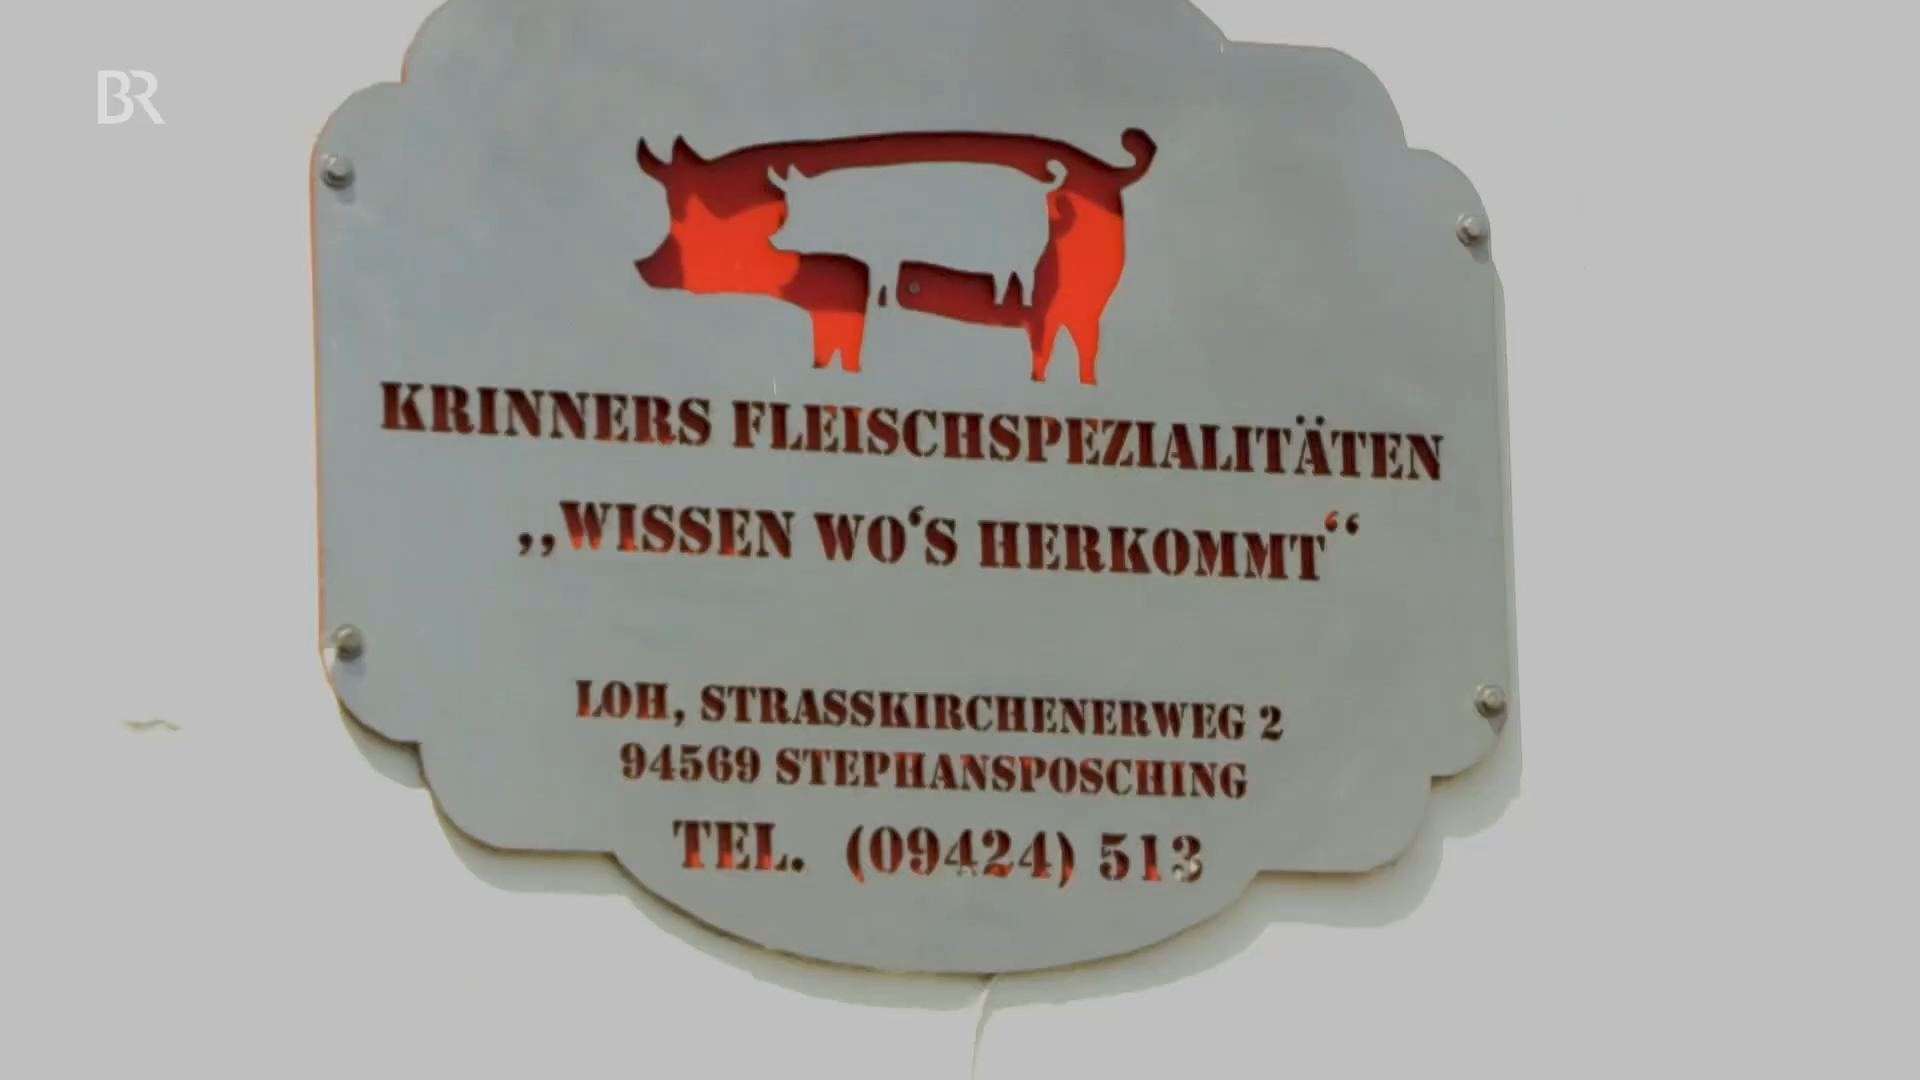 BR
KRINNERS FLEISCHSPEZIALITÄTEN
„WISSEN WO‘S HERKOMMT“
LOH, STRASSKIRCHENERWEG 2
94569 STEPHANSPOSCHING
TEL. (09424) 513